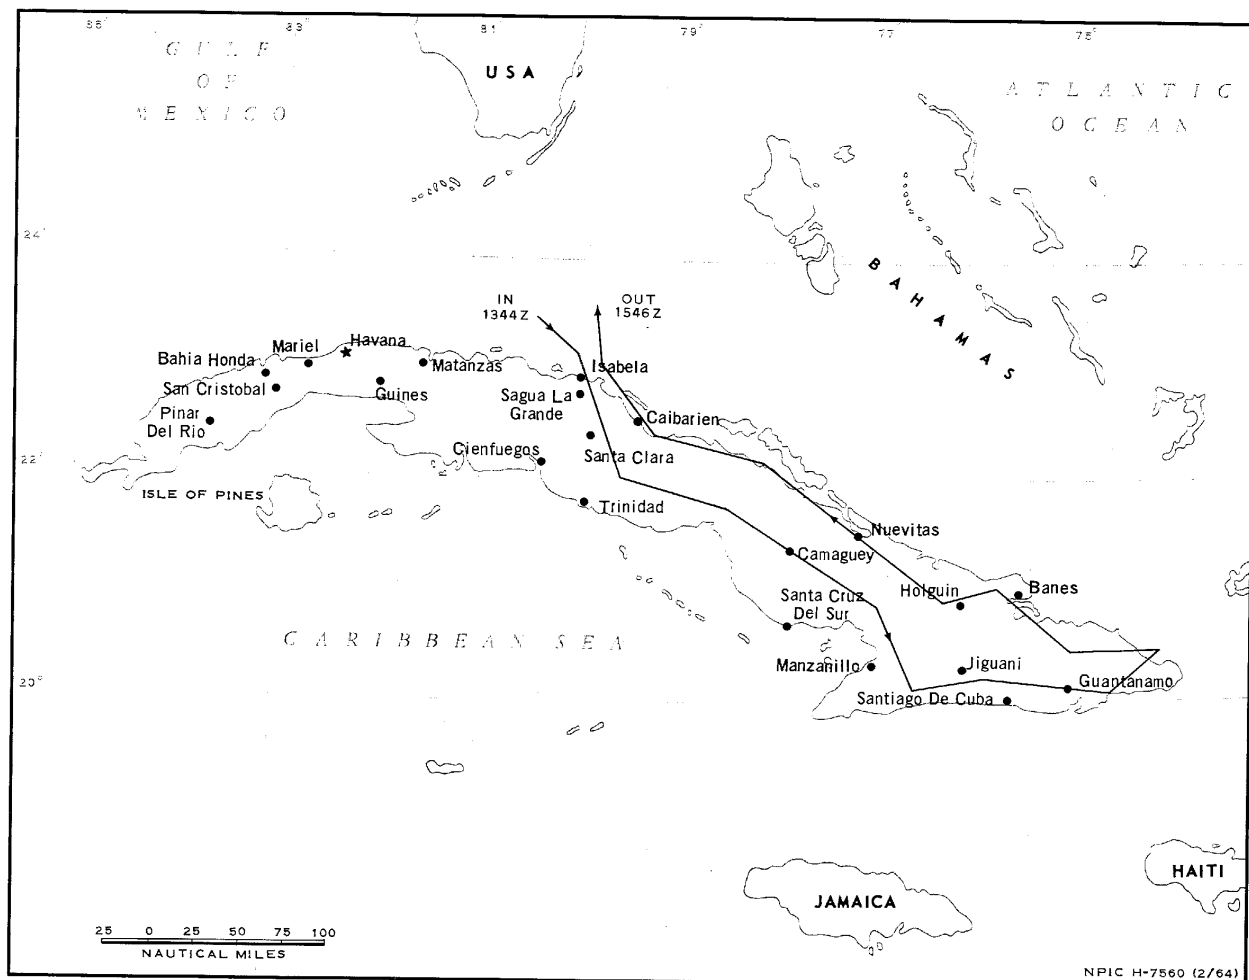 85°
83
81
79
77
75°
GULF
OF
MEXICO
USA
ATLANTIC
OCEAN
24°
BAHAMAS
IN
1344Z
OUT
1546Z
Havana
Mariel
Bahia Honda
Matanzas
Isabela
San Cristobal
Guines
Sagua La
Grande
Pinar
Del Rio
Caibarien
Cienfuegos
Santa Clara
22°
ISLE OF PINES
Trinidad
Nuevitas
Camaguey
Banes
Holguin
Santa Cruz
Del Sur
CARIBBEAN SEA
Manzanillo
Jiguani
20°
Guantanamo
Santiago De Cuba
HAITI
JAMAICA
25 0 25 50 100
NAUTICAL MILES
NPIC H-7560 (2/64)